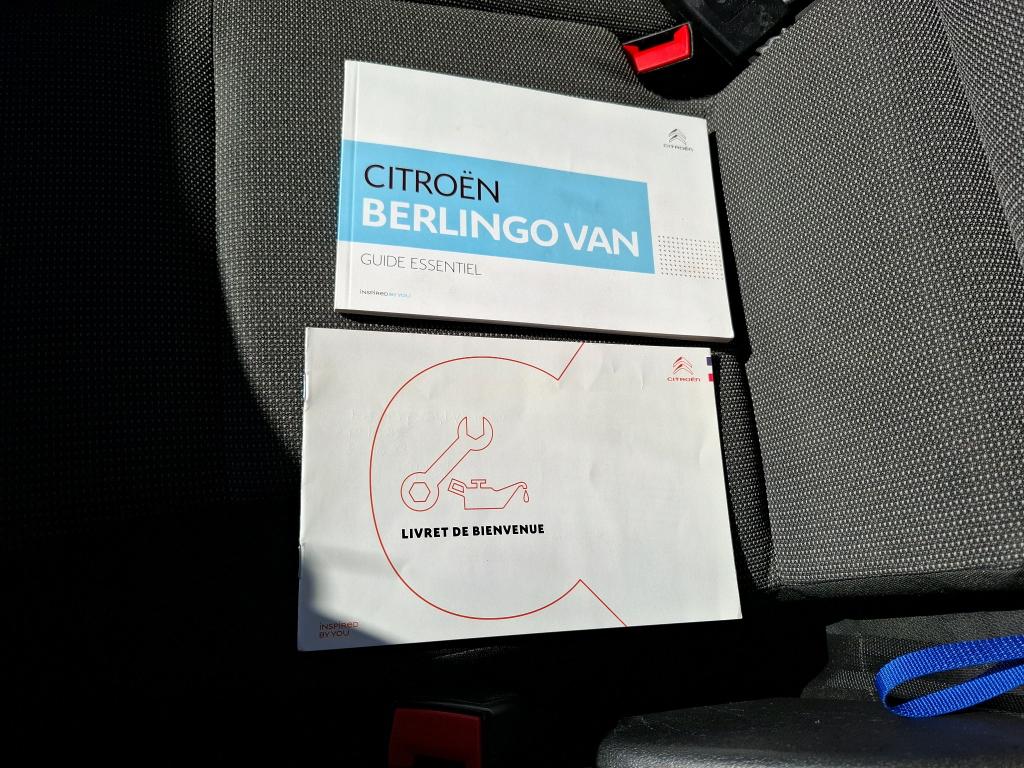 CITROËN
CITROËN
BERLINGO VAN
GUIDE ESSENTIEL
INSPIRED BY YOU
CITROËN
LIVRET DE BIENVENUE
INSPIRED
BY YOU